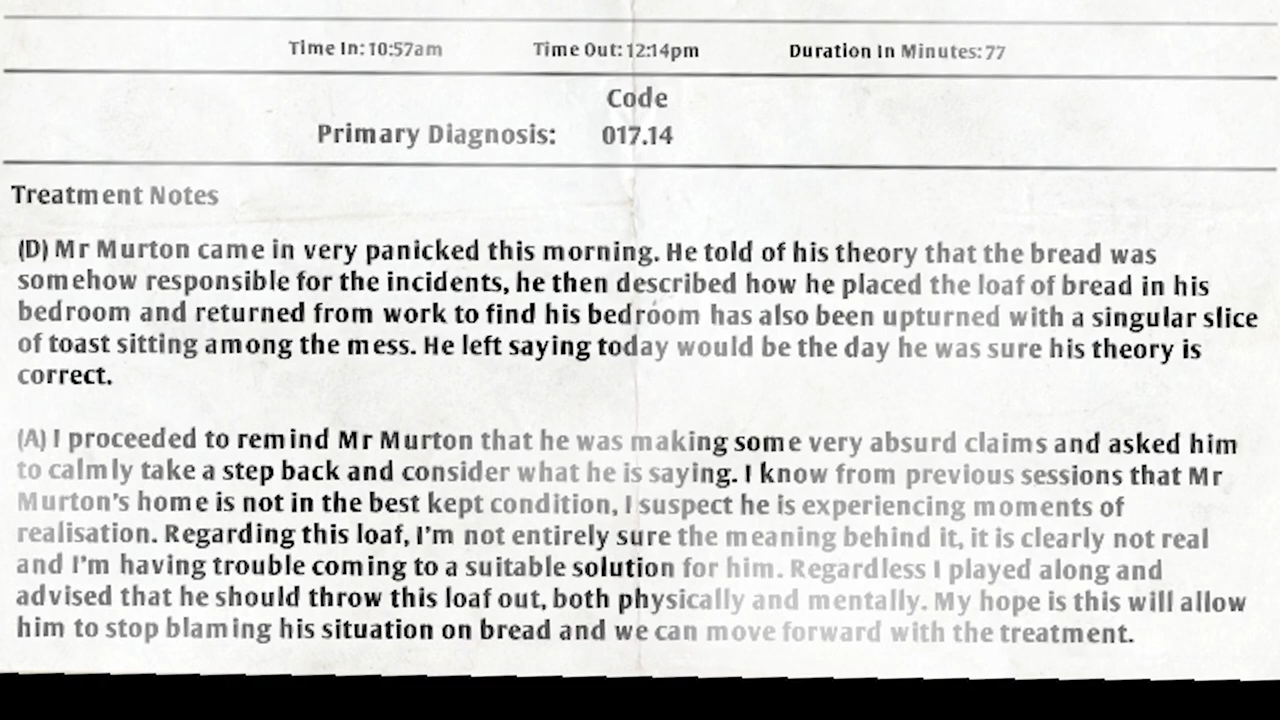 Time In: 10:57am Time Out: 12:14pm Duration In Minutes: 77
Code
Primary Diagnosis: 017.14
Treatment Notes
(D) Mr Murton came in very panicked this morning. He told of his theory that the bread was
somehow responsible for the incidents, he then described how he placed the loaf of bread in his
bedroom and returned from work to find his bedroom has also been upturned with a singular slice
of toast sitting among the mess. He left saying today would be the day he was sure his theory is
correct.
(A) I proceeded to remind Mr Murton that he was making some very absurd claims and asked him
to calmly take a step back and consider what he is saying. I know from previous sessions that Mr
Murton's home is not in the best kept condition, I suspect he is experiencing moments of
realisation. Regarding this loaf, I'm not entirely sure the meaning behind it, it is clearly not real
and I'm having trouble coming to a suitable solution for him. Regardless I played along and
advised that he should throw this loaf out, both physically and mentally. My hope is this will allow
him to stop blaming his situation on bread and we can move forward with the treatment.